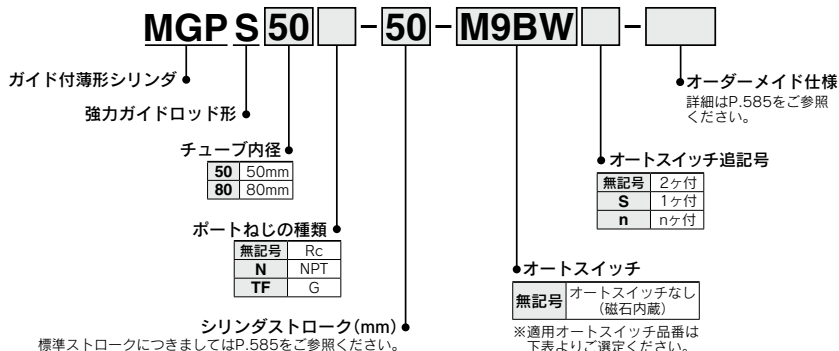 MGP S 50 - 50 - M9BW -
ガイド付薄形シリンダ
強力ガイドロッド形
チューブ内径
50 50mm
80 80mm
ポートねじの種類
無記号 Rc
N NPT
TF G
シリンダストローク(mm)
標準ストロークにつきましてはP.585をご参照ください。
オーダーメイド仕様
詳細はP.585をご参照
ください。
オートスイッチ追記号
無記号 2ヶ付
S 1ヶ付
n nヶ付
オートスイッチ
無記号 オートスイッチなし
(磁石内蔵)
※適用オートスイッチ品番は
下表よりご選定ください。